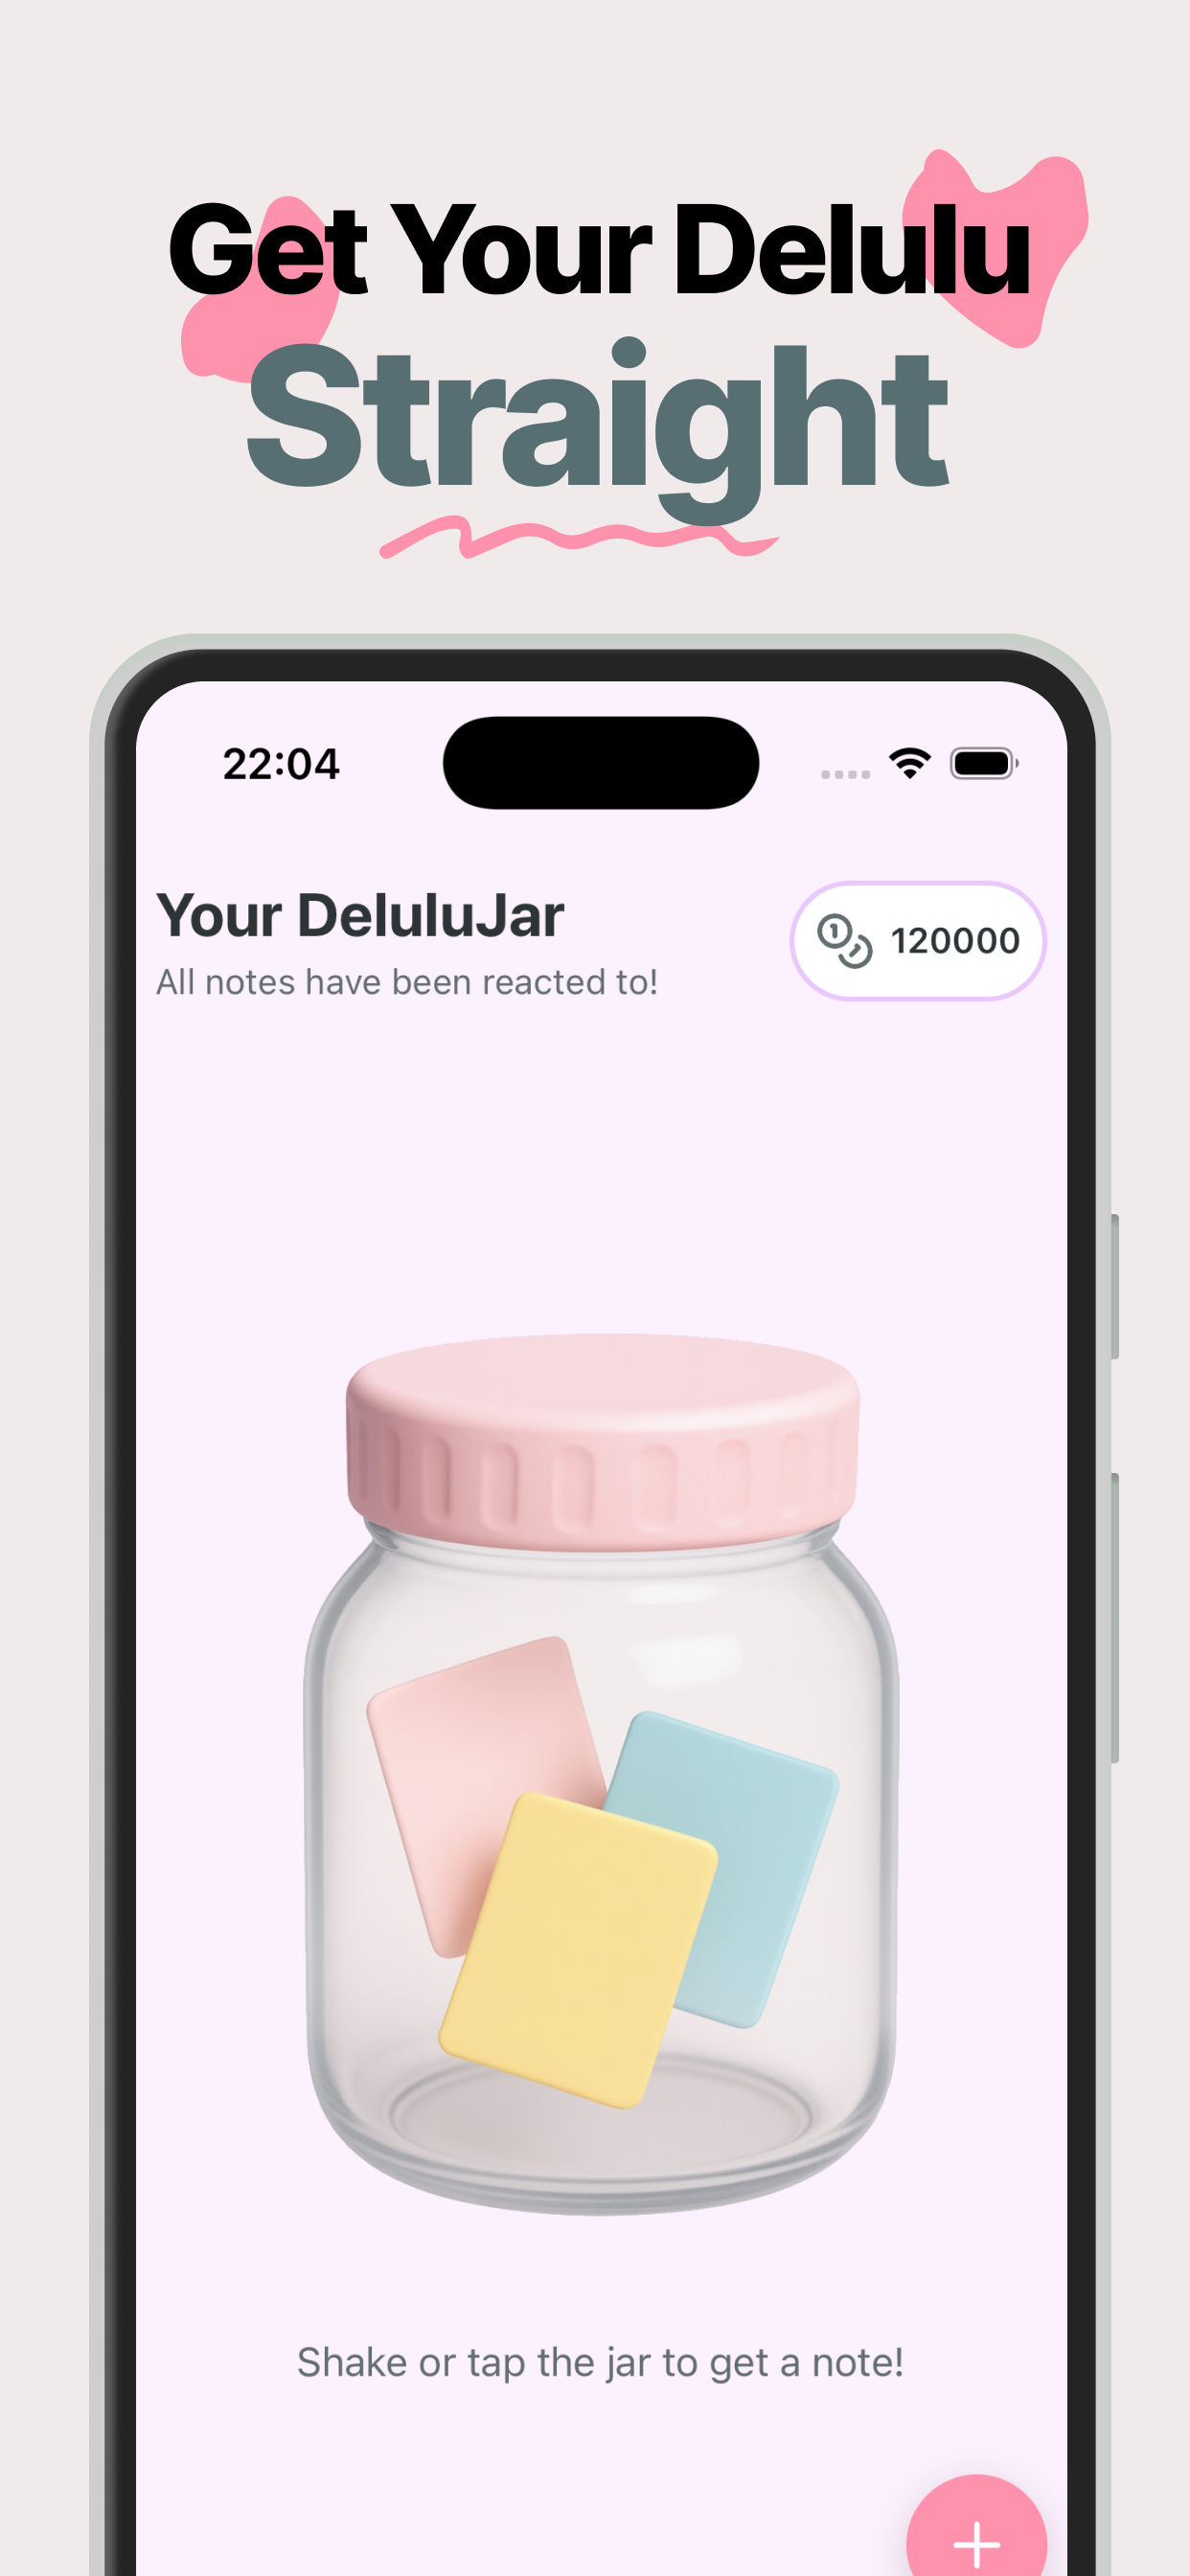 Get Your Delulu
Straight
22:04
Your DeluluJar
All notes have been reacted to!
120000
Shake or tap the jar to get a note!